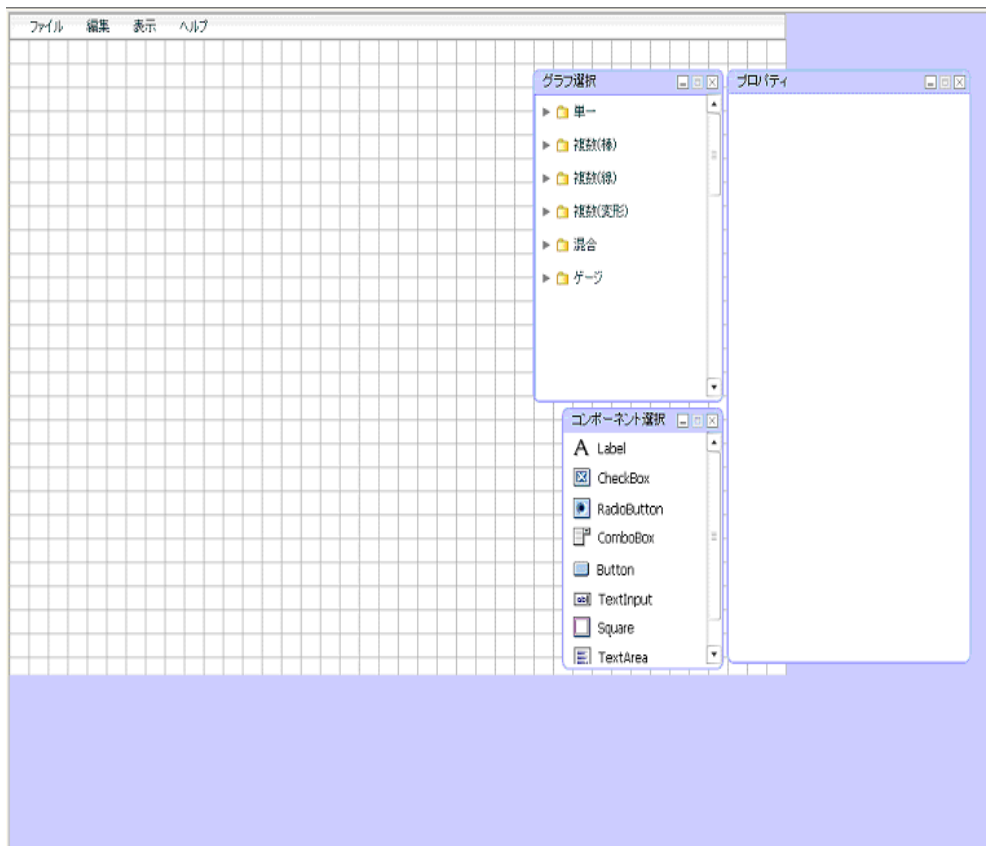 ファイル 編集 表示 ヘルプ
グラフ選択
単一
複数(棒)
複数(線)
複数(変形)
混合
ゲージ
プロパティ
コンポーネント選択
Label
CheckBox
RadioButton
ComboBox
Button
TextInput
Square
TextArea